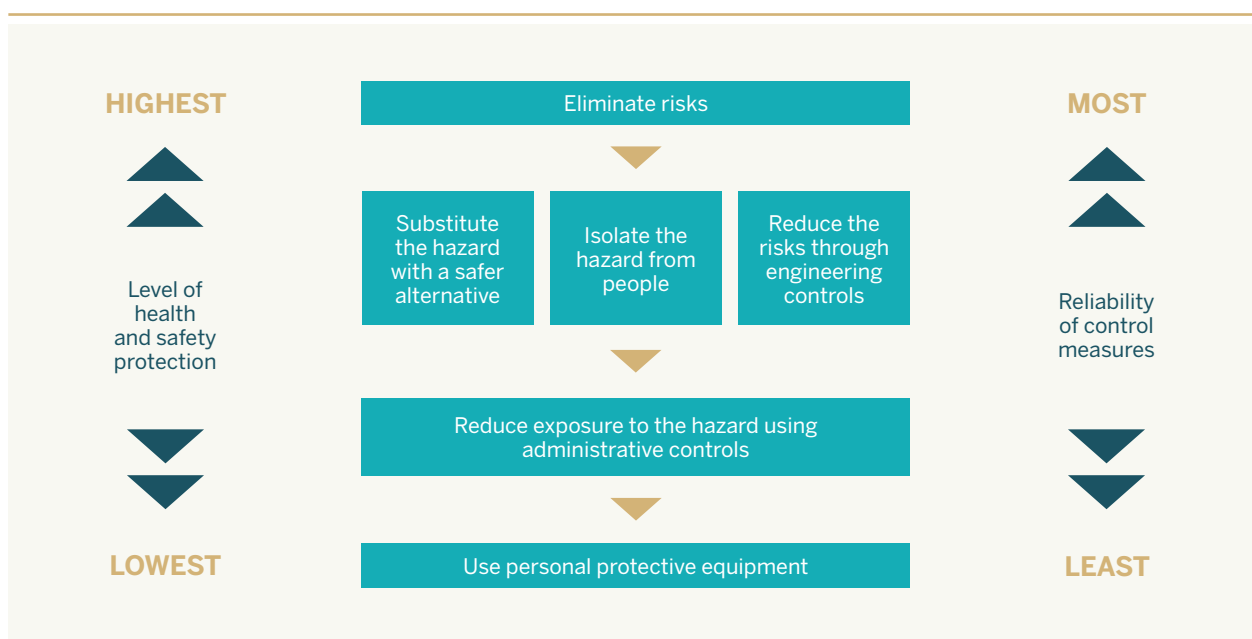 HIGHEST
Eliminate risks
MOST
Substitute
the hazard
with a safer
alternative
Isolate the
hazard from
people
Reduce the
risks through
engineering
controls
Level of
health
and safety
protection
Reliability
of control
measures
Reduce exposure to the hazard using
administrative controls
LOWEST
Use personal protective equipment
LEAST